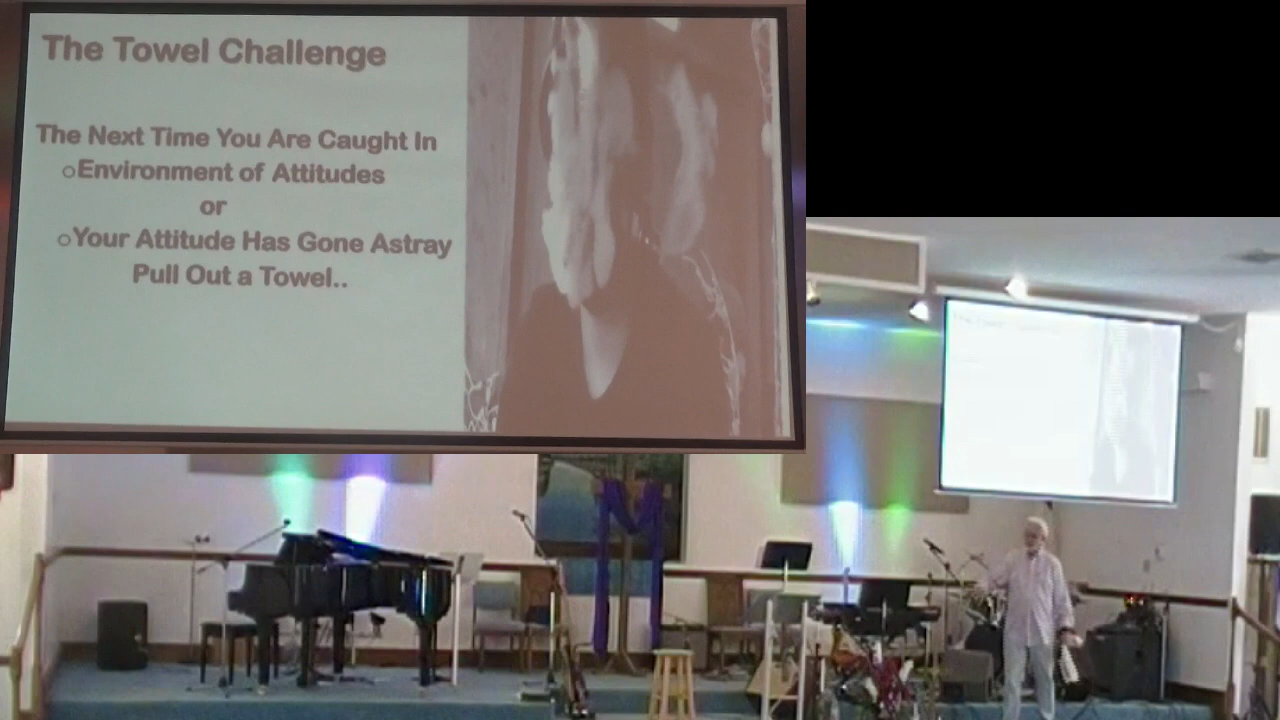 The Towel Challenge
The Next Time You Are Caught In
○Environment of Attitudes
or
○Your Attitude Has Gone Astray
Pull Out a Towel..